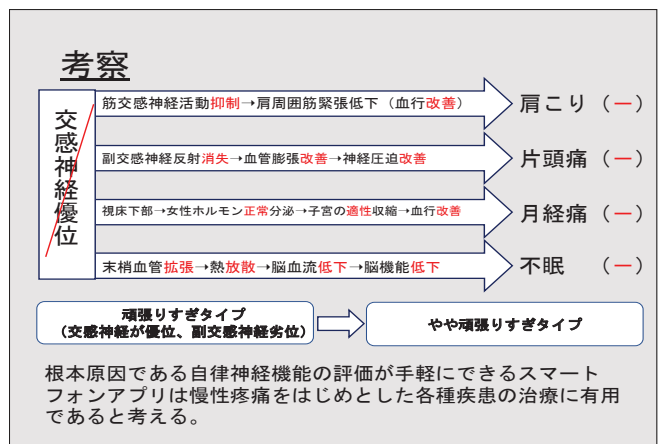 考察
交感神経優位
筋交感神経活動抑制→肩周囲筋緊張低下（血行改善）
肩こり（ー）
副交感神経反射消失→血管膨張改善→神経圧迫改善
片頭痛（ー）
視床下部→女性ホルモン正常分泌→子宮の適性収縮→血行改善
月経痛（ー）
末梢血管拡張→熱放散→脳血流低下→脳機能低下
不眠（ー）
頑張りすぎタイプ
（交感神経が優位、副交感神経劣位）
やや頑張りすぎタイプ
根本原因である自律神経機能の評価が手軽にできるスマート
フォンアプリは慢性疼痛をはじめとした各種疾患の治療に有用
であると考える。